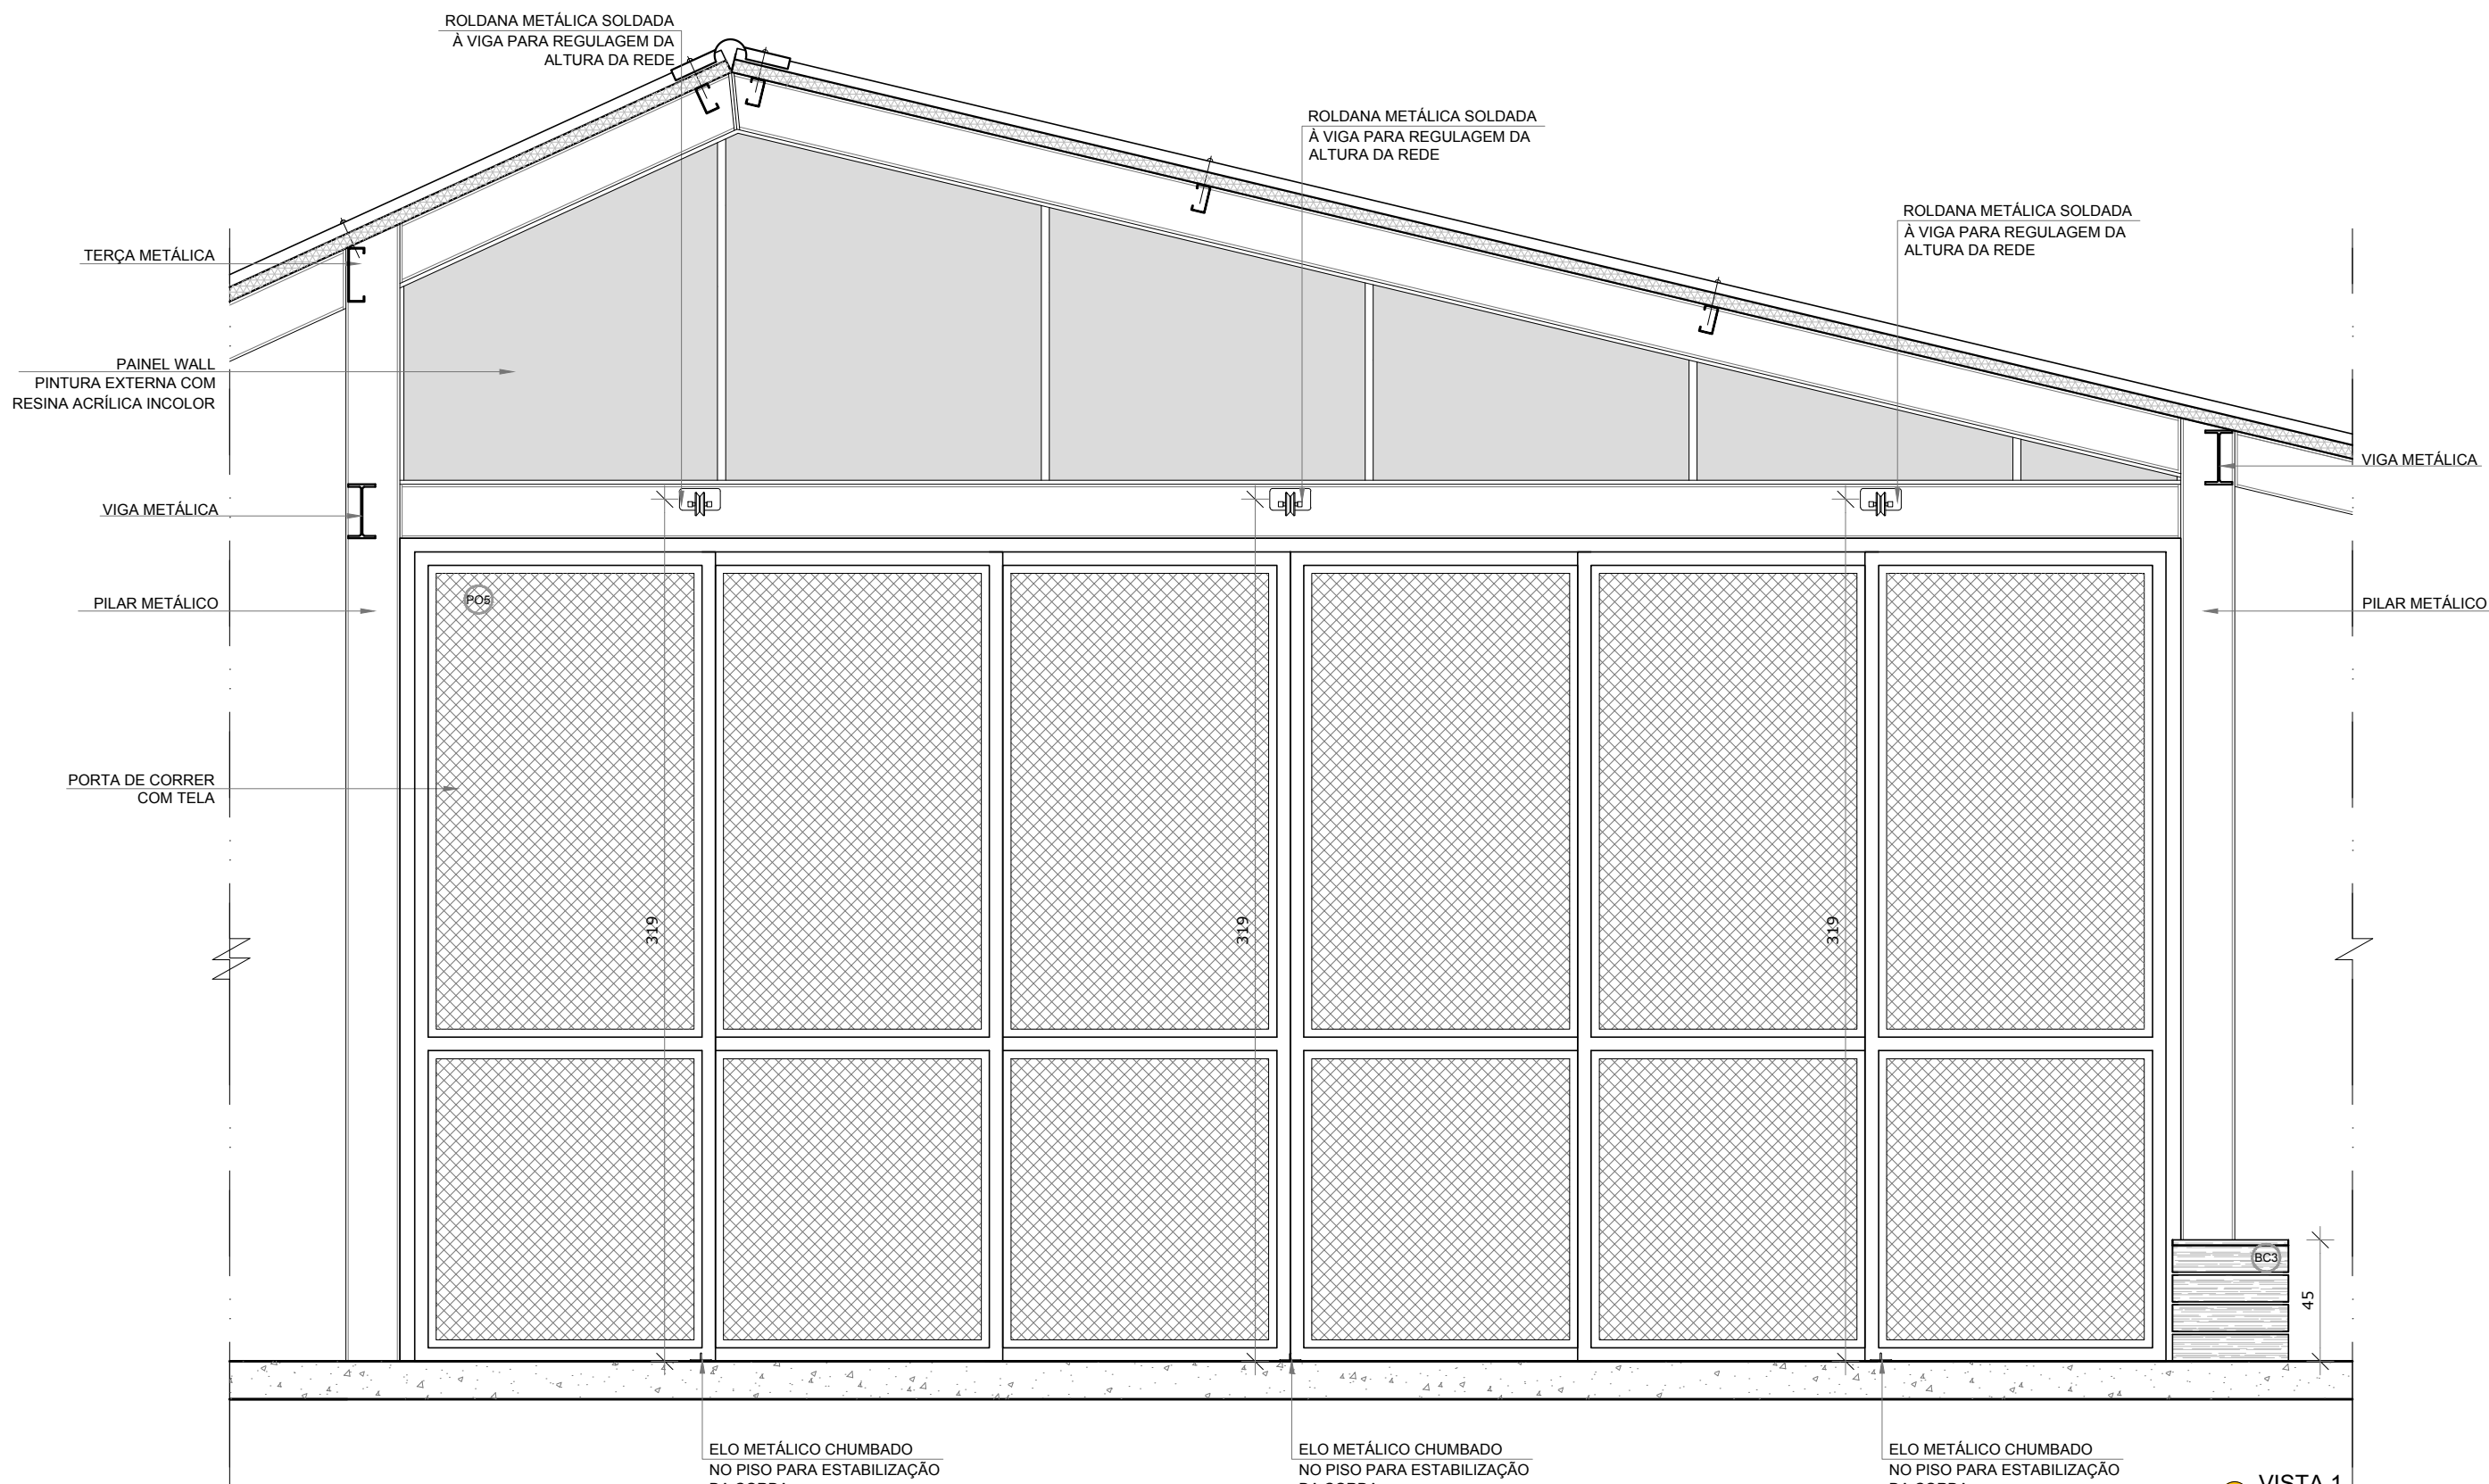 ROLDANA METÁLICA SOLDADA
À VIGA PARA REGULAGEM DA
ALTURA DA REDE
ROLDANA METÁLICA SOLDADA
À VIGA PARA REGULAGEM DA
ALTURA DA REDE
ROLDANA METÁLICA SOLDADA
À VIGA PARA REGULAGEM DA
ALTURA DA REDE
TERÇA METÁLICA
PAINEL WALL
PINTURA EXTERNA COM
RESINA ACRÍLICA INCOLOR
VIGA METÁLICA
VIGA METÁLICA
PILAR METÁLICO
PO5
PILAR METÁLICO
PORTA DE CORRER
COM TELA
319
319
319
BC3
45
ELO METÁLICO CHUMBADO
NO PISO PARA ESTABILIZAÇÃO
ELO METÁLICO CHUMBADO
NO PISO PARA ESTABILIZAÇÃO
ELO METÁLICO CHUMBADO
NO PISO PARA ESTABILIZAÇÃO
VISTA 1